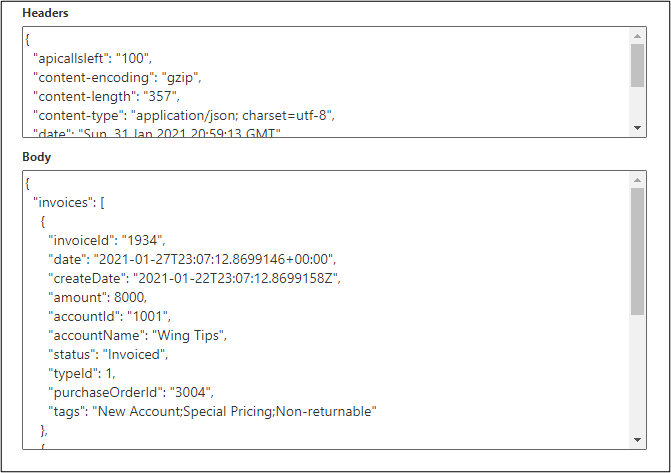 Headers
{
"apicallsleft": "100",
"content-encoding": "gzip",
"content-length": "357",
"content-type": "application/json; charset=utf-8",
"date": "Sun, 31 Jan 2021 20:59:13 GMT"
Body
{
"invoices": [
{
"invoiceId": "1934",
"date": "2021-01-27T23:07:12.8699146+00:00",
"createDate": "2021-01-22T23:07:12.8699158Z",
"amount": 8000,
"accountId": "1001",
"accountName": "Wing Tips",
"status": "Invoiced",
"typeId": 1,
"purchaseOrderId": "3004",
"tags": "New Account;Special Pricing;Non-returnable"
},
{